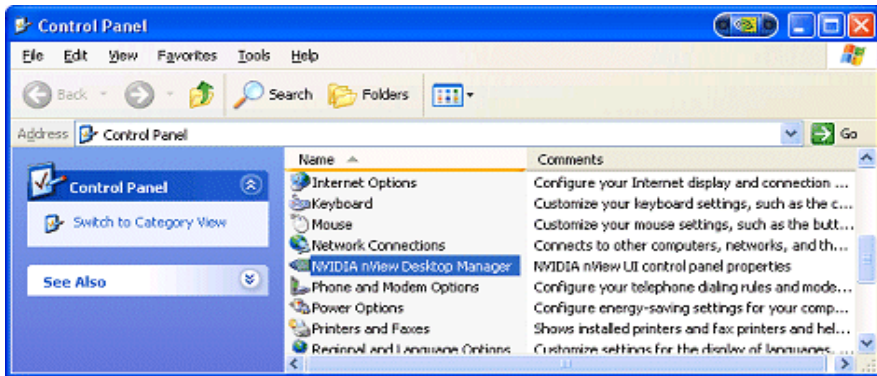 Control Panel
File Edit View Favorites Tools Help
Back Search Folders
Address Control Panel Go
Control Panel
Switch to Category View
See Also
Name Comments
Internet Options Configure your Internet display and connection ...
Keyboard Customize your keyboard settings, such as the c...
Mouse Customize your mouse settings, such as the butt...
Network Connections Connects to other computers, networks, and th...
NVIDIA nView Desktop Manager NVIDIA nView UI control panel properties
Phone and Modem Options Configure your telephone dialing rules and mode...
Power Options Configure energy-saving settings for your comp...
Printers and Faxes Shows installed printers and fax printers and hel...
Regional and Language Options Customize settings for the display of languages, ...